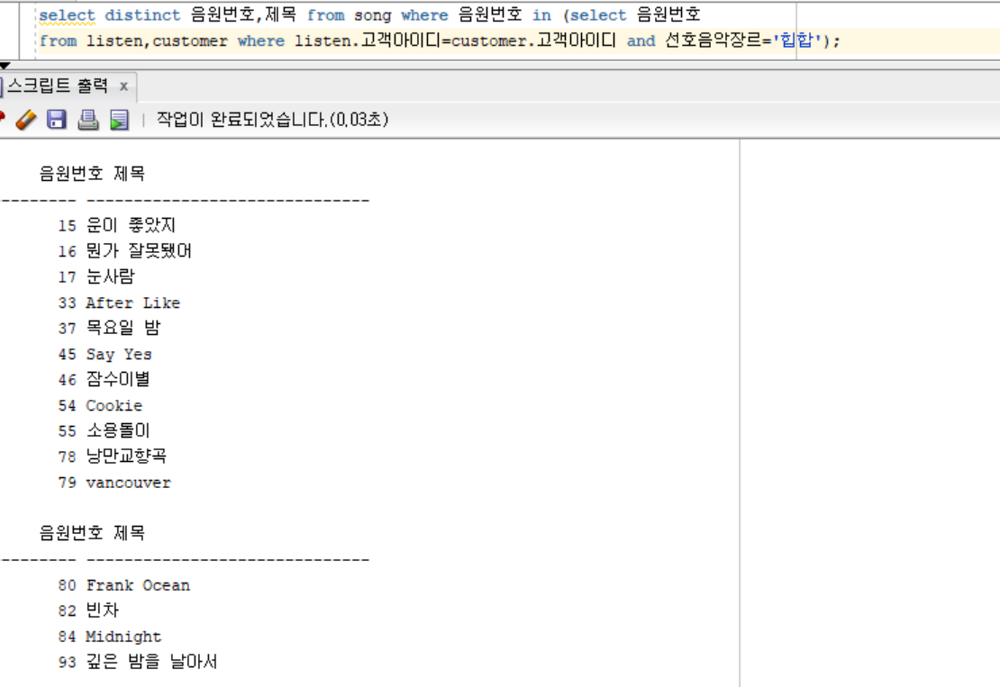 select distinct 음원번호,제목 from song where 음원번호 in (select 음원번호
from listen,customer where listen.고객아이디=customer.고객아이디 and 선호음악장르='힙합');
스크립트 출력 x
작업이 완료되었습니다.(0.03초)
음원번호 제목
--------- ------------------------------
15 운이 좋았지
16 뭔가 잘못됐어
17 눈사람
33 After Like
37 목요일 밤
45 Say Yes
46 잠수이별
54 Cookie
55 소용돌이
78 낭만교향곡
79 vancouver
음원번호 제목
--------- ------------------------------
80 Frank Ocean
82 빈차
84 Midnight
93 깊은 밤을 날아서